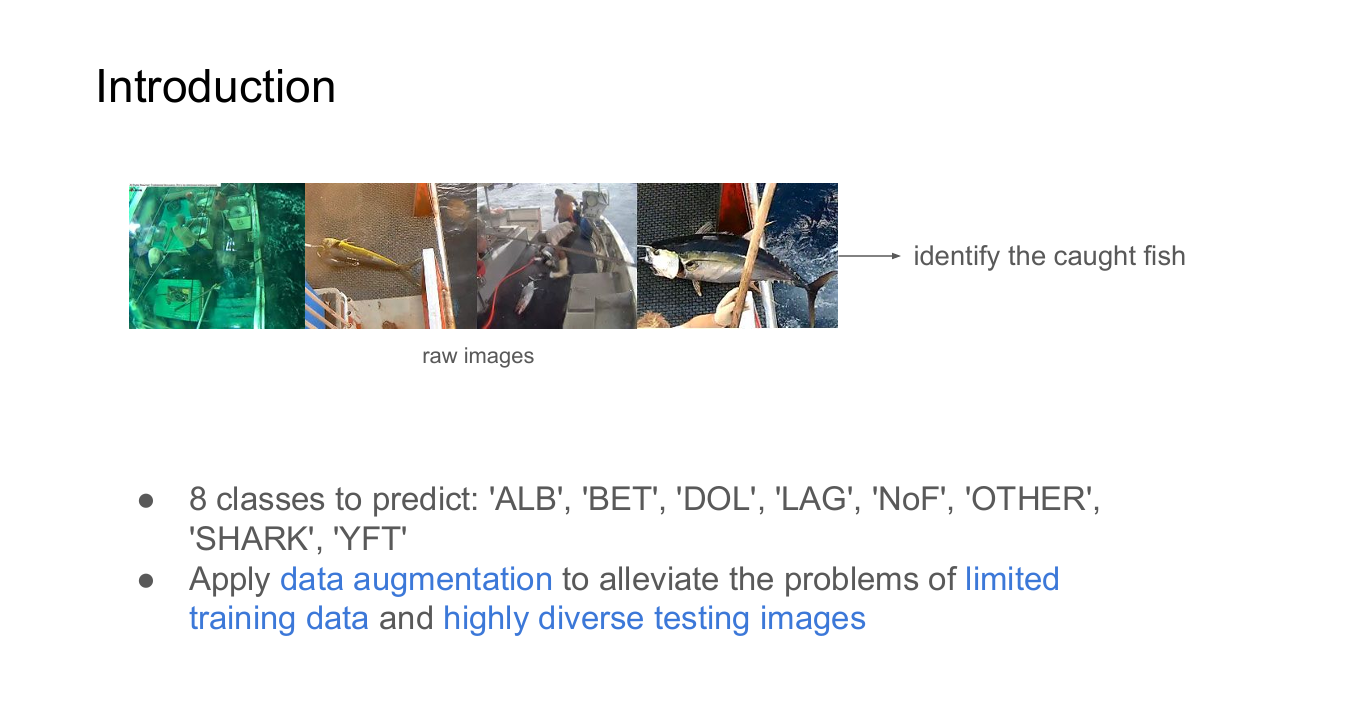 Introduction
identify the caught fish
raw images
● 8 classes to predict: 'ALB', 'BET', 'DOL', 'LAG', 'NoF', 'OTHER',
'SHARK', 'YFT'
● Apply data augmentation to alleviate the problems of limited
training data and highly diverse testing images